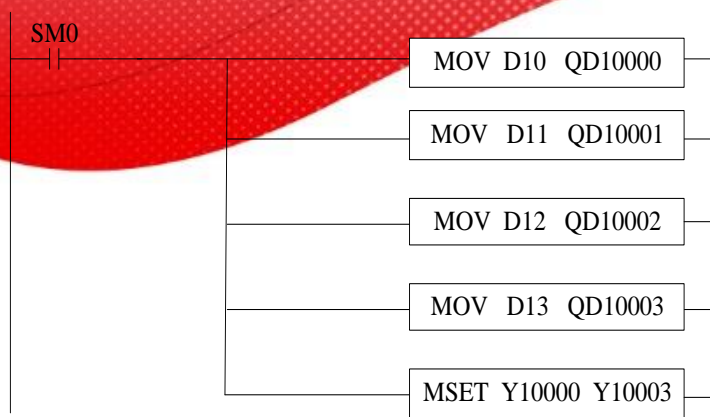 SM0
MOV D10 QD10000
MOV D11 QD10001
MOV D12 QD10002
MOV D13 QD10003
MSET Y10000 Y10003